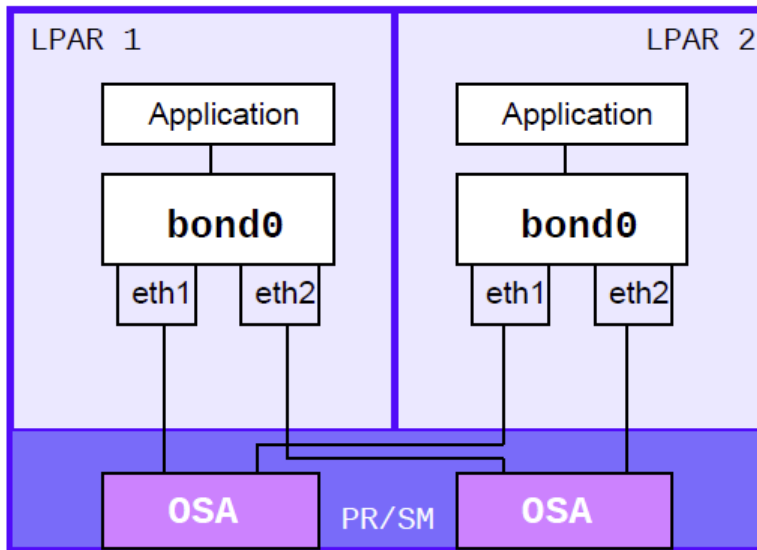 LPAR 1
LPAR 2
Application
Application
bond0
bond0
eth1
eth2
eth1
eth2
OSA
PR/SM
OSA